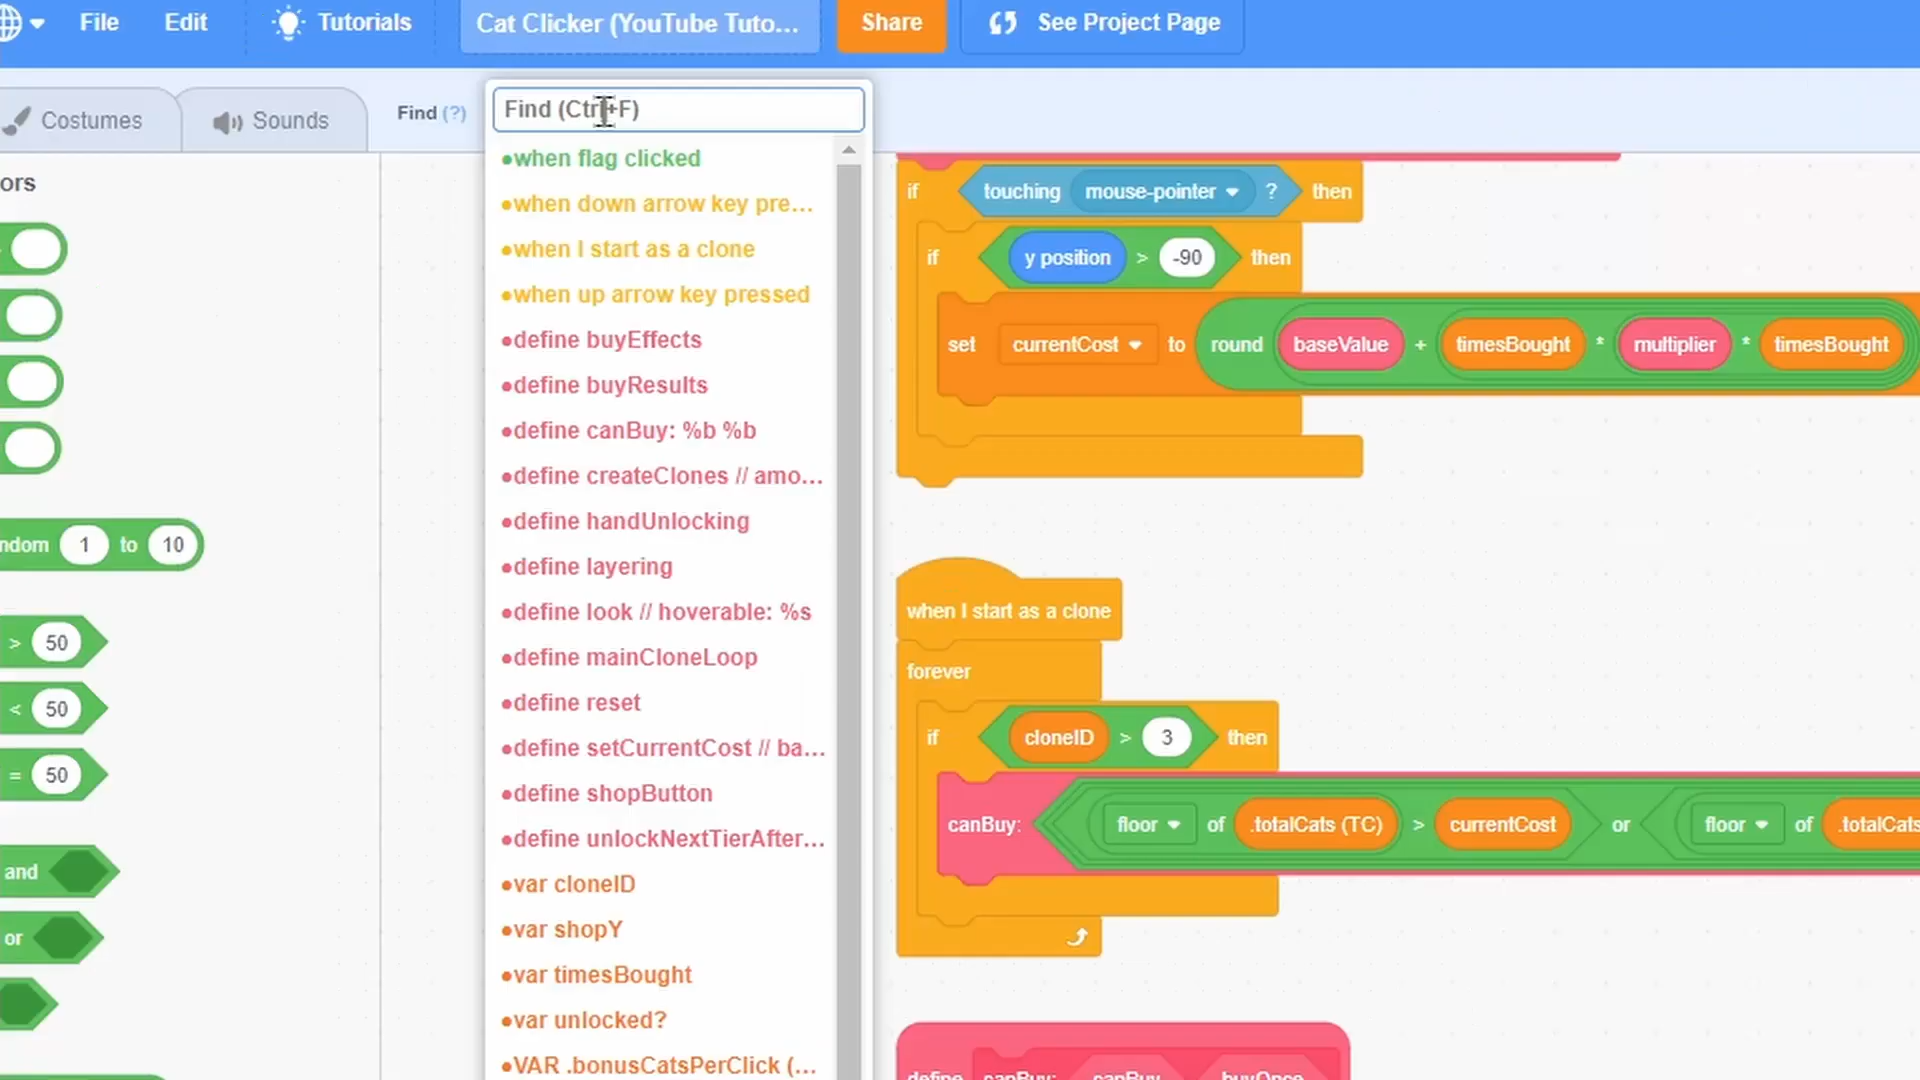 File Edit Tutorials Cat Clicker (YouTube Tuto... Share See Project Page
Costumes Sounds Find (?) Find (Ctrl+F)
ors
ndom 1 to 10
> 50
< 50
= 50
and
or
•when flag clicked
•when down arrow key pre...
•when I start as a clone
•when up arrow key pressed
•define buyEffects
•define buyResults
•define canBuy: %b %b
•define createClones // amo...
•define handUnlocking
•define layering
•define look // hoverable: %s
•define mainCloneLoop
•define reset
•define setCurrentCost // ba...
•define shopButton
•define unlockNextTierAfter...
•var cloneID
•var shopY
•var timesBought
•var unlocked?
•VAR .bonusCatsPerClick (...
if touching mouse-pointer ? then
if y position > -90 then
set currentCost to round baseValue + timesBought * multiplier * timesBought
when I start as a clone
forever
if cloneID > 3 then
canBuy: floor of .totalCats (TC) > currentCost or floor of .totalCats
define canBuy: canBuy buyOnce